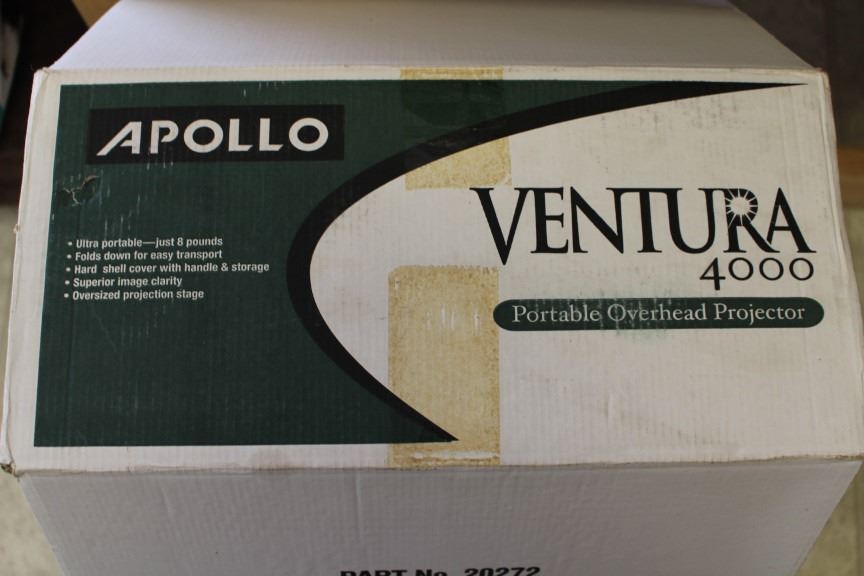 APOLLO
• Ultra portable—just 8 pounds
• Folds down for easy transport
• Hard shell cover with handle & storage
• Superior image clarity
• Oversized projection stage
VENTURA
4000
Portable Overhead Projector
PART No. 20272